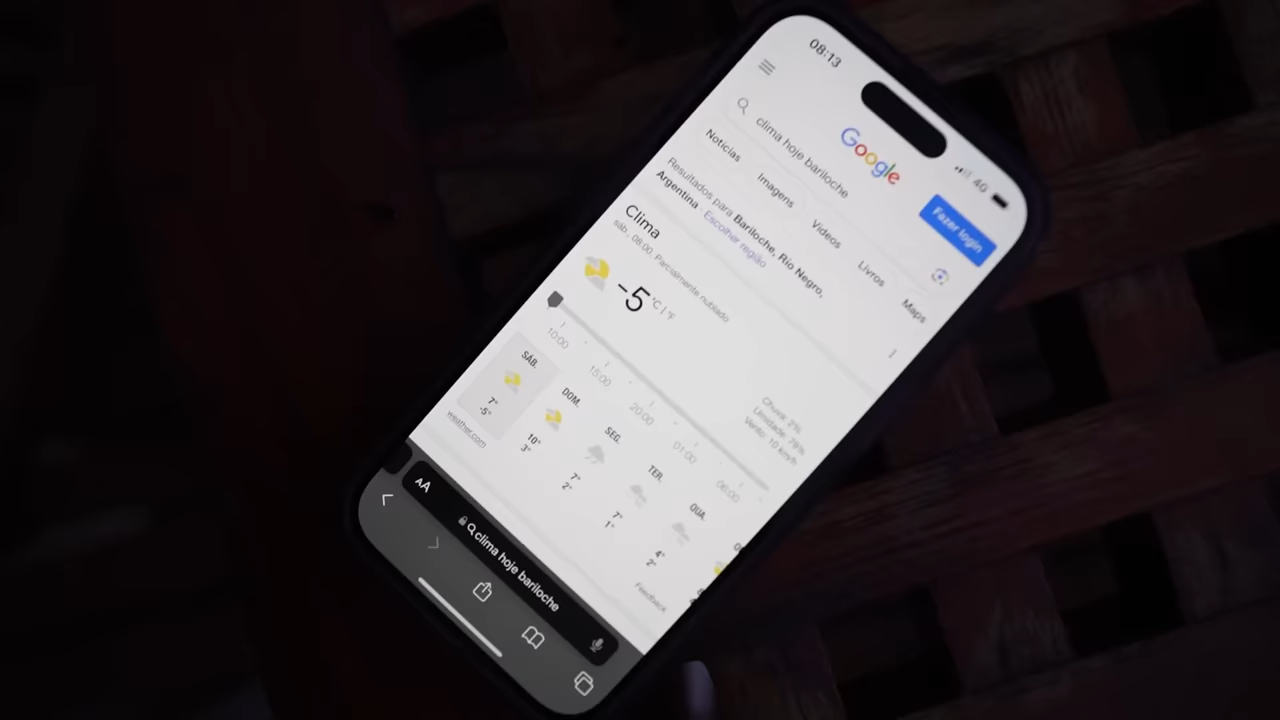 08:13
4G
Google
Fazer login
clima hoje bariloche
Notícias Imagens Vídeos Livros Maps
Resultados para Bariloche, Rio Negro,
Argentina · Escolher região
Clima
sáb., 08:00, Parcialmente nublado
-5 °C | °F
Chuva: 2%
Umidade: 79%
Vento: 10 km/h
10:00 15:00 20:00 01:00 06:00
SÁB. DOM. SEG. TER. QUA.
7° 10° 7° 7° 4°
-5° 3° 2° 1° 2°
weather.com
Feedback
AA clima hoje bariloche